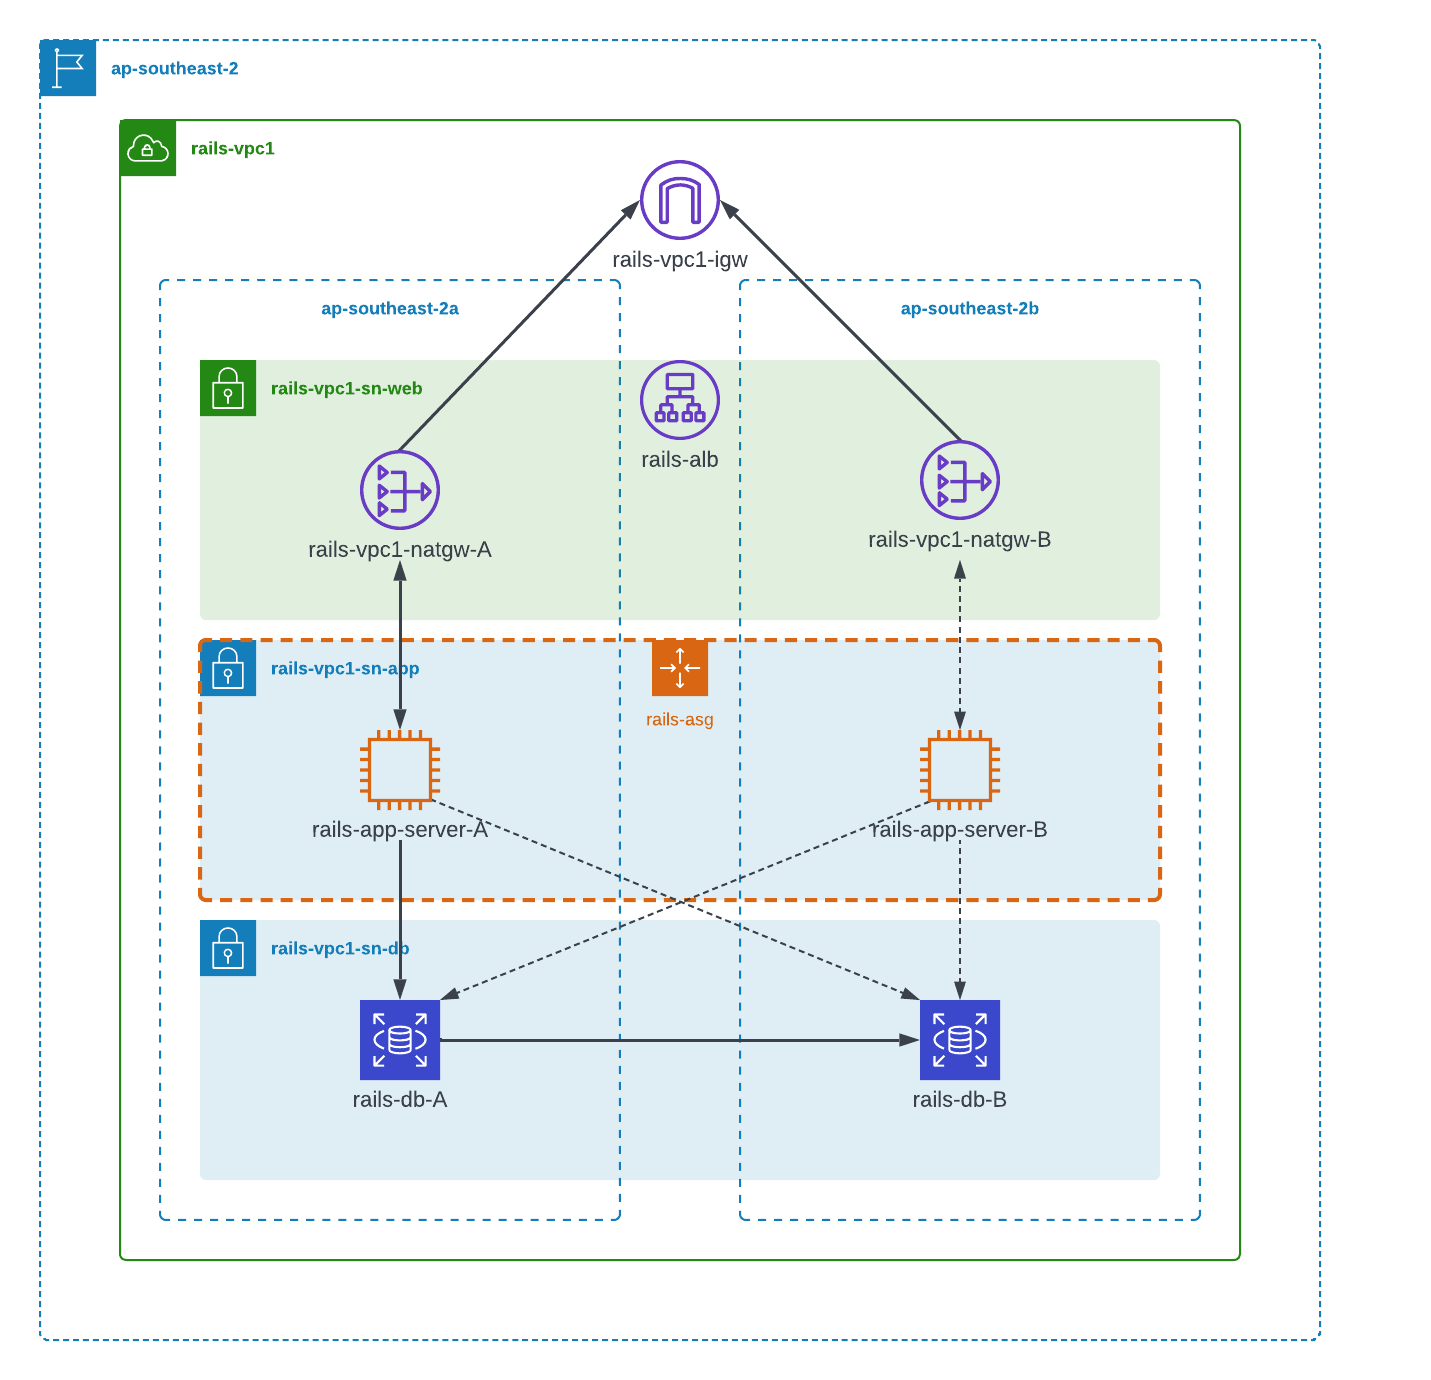 ap-southeast-2
rails-vpc1
rails-vpc1-igw
ap-southeast-2a
ap-southeast-2b
rails-vpc1-sn-web
rails-alb
rails-vpc1-natgw-A
rails-vpc1-natgw-B
rails-vpc1-sn-app
rails-asg
rails-app-server-A
rails-app-server-B
rails-vpc1-sn-db
rails-db-A
rails-db-B